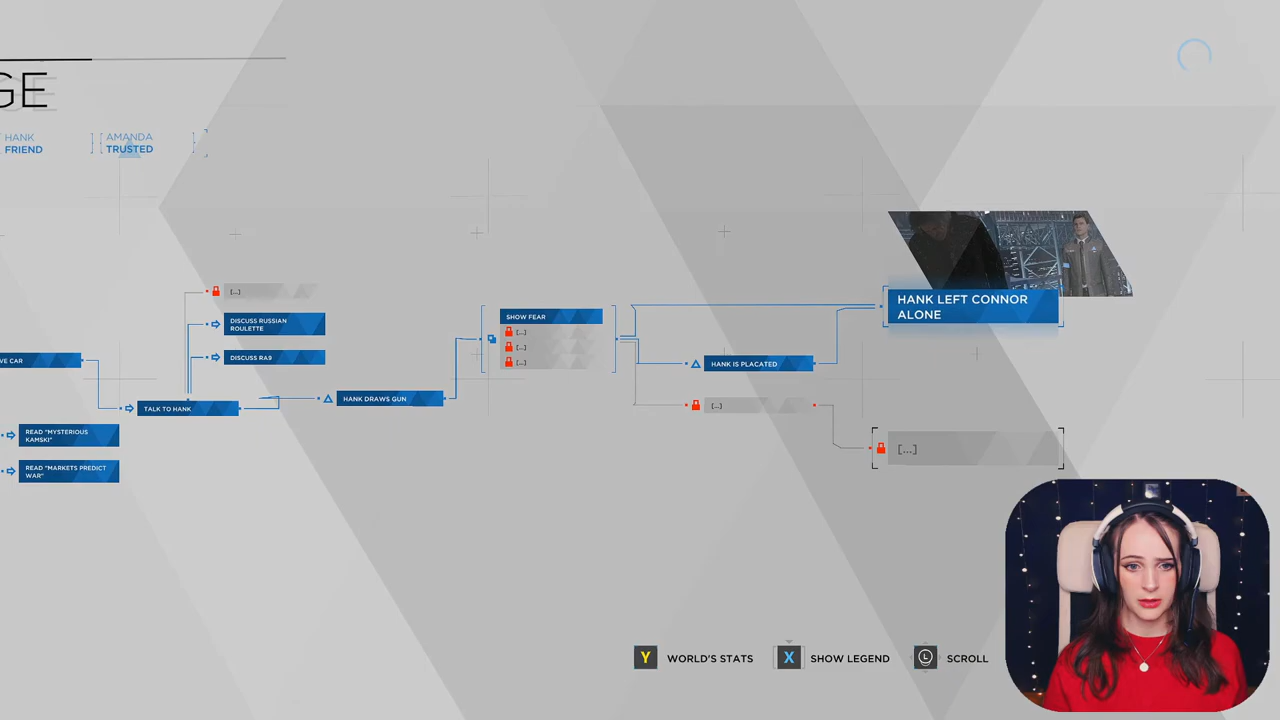 GE
HANK
FRIEND
AMANDA
TRUSTED
[...]
DISCUSS RUSSIAN
ROULETTE
DISCUSS RA9
VE CAR
TALK TO HANK
READ "MYSTERIOUS
KAMSKI"
READ "MARKETS PREDICT
WAR"
HANK DRAWS GUN
SHOW FEAR
[...]
[...]
[...]
HANK IS PLACATED
[...]
HANK LEFT CONNOR
ALONE
[...]
Y WORLD'S STATS
X SHOW LEGEND
L SCROLL